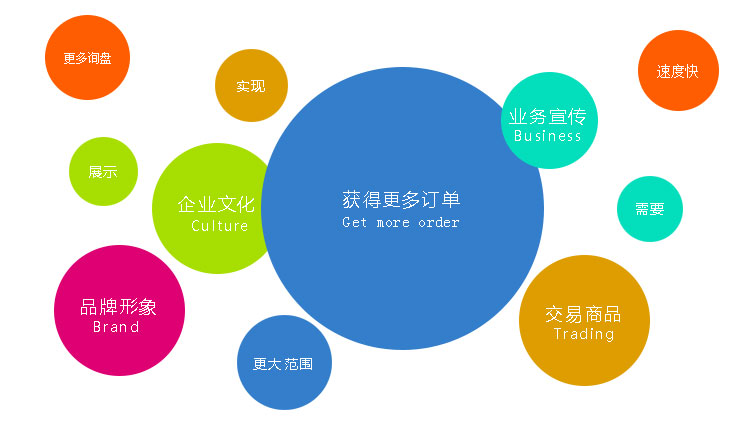 更多询盘
实现
速度快
业务宣传
Business
展示
企业文化
Culture
获得更多订单
Get more order
需要
品牌形象
Brand
交易商品
Trading
更大范围